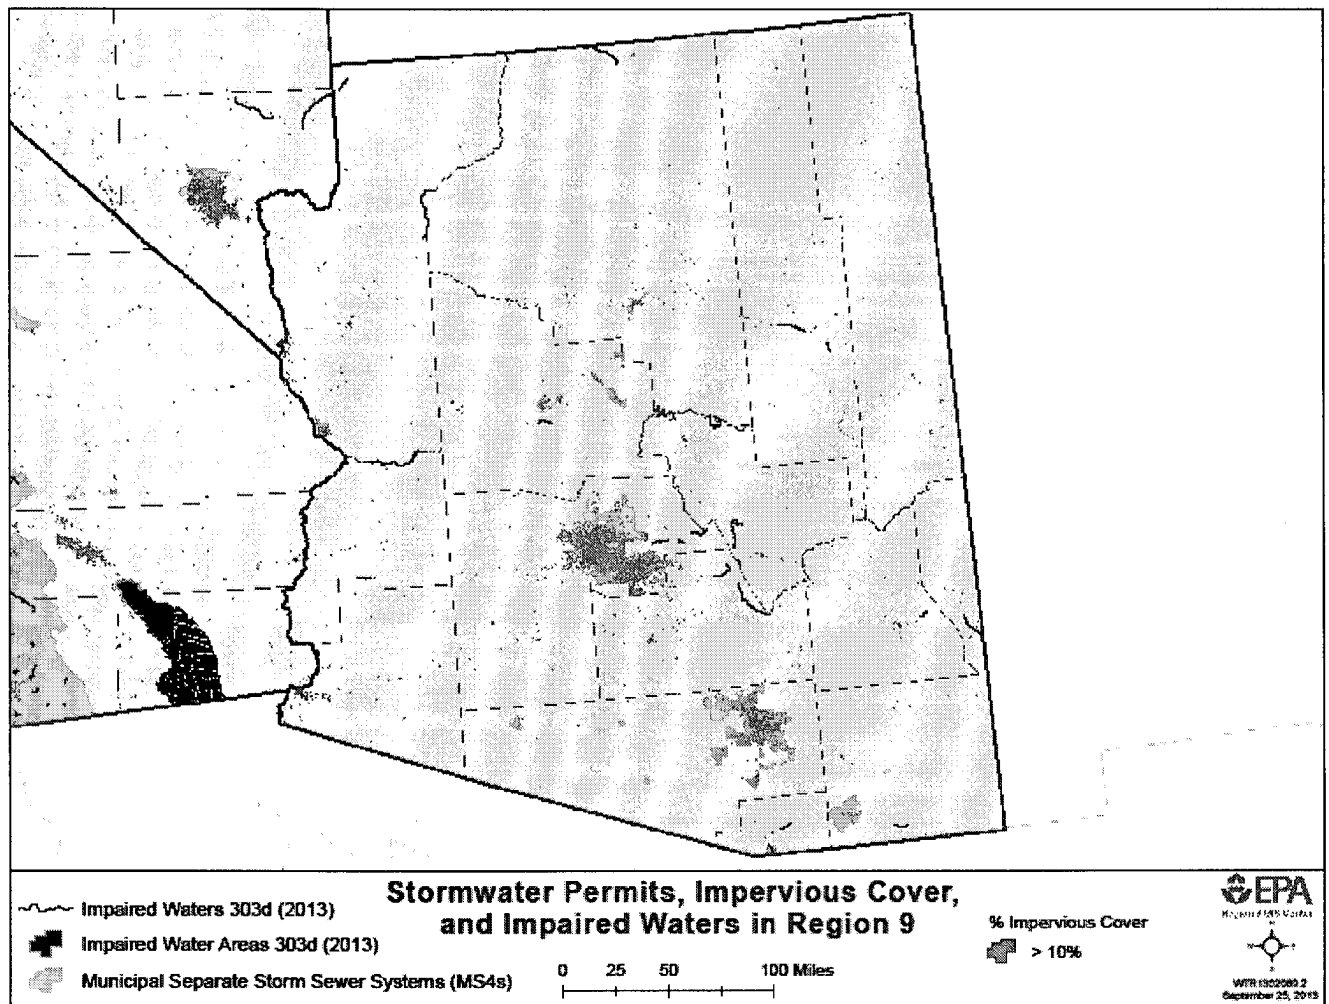 Stormwater Permits, Impervious Cover,
and Impaired Waters in Region 9
Impaired Waters 303d (2013)
Impaired Water Areas 303d (2013)
Municipal Separate Storm Sewer Systems (MS4s)
0 25 50 100 Miles
% Impervious Cover
> 10%
EPA
September 25, 2013